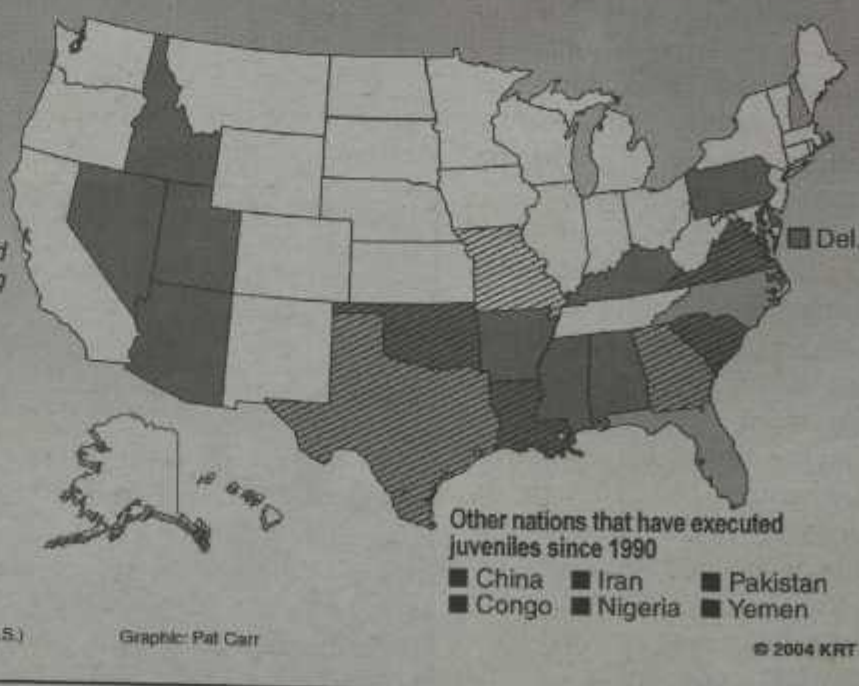 d
g
Del.
Other nations that have executed
juveniles since 1990
China Iran Pakistan
Congo Nigeria Yemen
S.) Graphic: Pat Carr © 2004 KRT